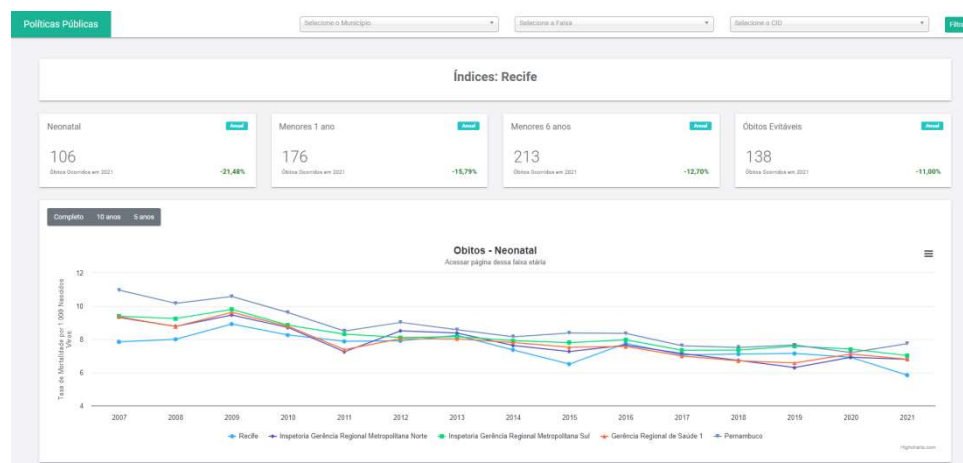 Políticas Públicas
Selecione o Município
Selecione a Faixa
Selecione o CID
Filtra
Índices: Recife
Neonatal
Anual
106
Óbitos Ocorridos em 2021
-21,48%
Menores 1 ano
Anual
176
Óbitos Ocorridos em 2021
-15,79%
Menores 6 anos
Anual
213
Óbitos Ocorridos em 2021
-12,70%
Óbitos Evitáveis
Anual
138
Óbitos Ocorridos em 2021
-11,00%
Completo 10 anos 5 anos
Obitos - Neonatal
Acessar página dessa faixa etária
Taxa de Mortalidade por 1.000 Nascidos
Vivos
12
10
8
6
4
2007 2008 2009 2010 2011 2012 2013 2014 2015 2016 2017 2018 2019 2020 2021
Recife Inspetoria Gerência Regional Metropolitana Norte Inspetoria Gerência Regional Metropolitana Sul Gerência Regional de Saúde 1 Pernambuco
Highcharts.com